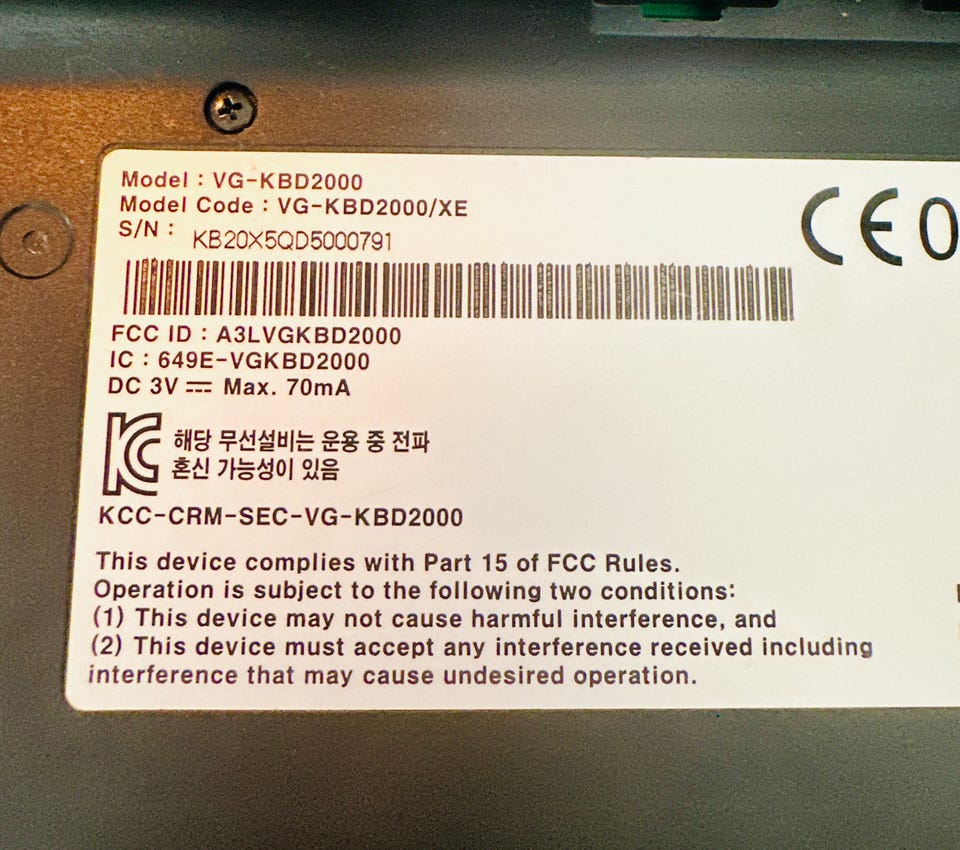 Model : VG-KBD2000
Model Code : VG-KBD2000/XE
S/N : KB20X5QD5000791
CE 0
FCC ID : A3LVGKBD2000
IC : 649E-VGKBD2000
DC 3V ⎓ Max. 70mA
해당 무선설비는 운용 중 전파
혼신 가능성이 있음
KCC-CRM-SEC-VG-KBD2000
This device complies with Part 15 of FCC Rules.
Operation is subject to the following two conditions:
(1) This device may not cause harmful interference, and
(2) This device must accept any interference received including
interference that may cause undesired operation.